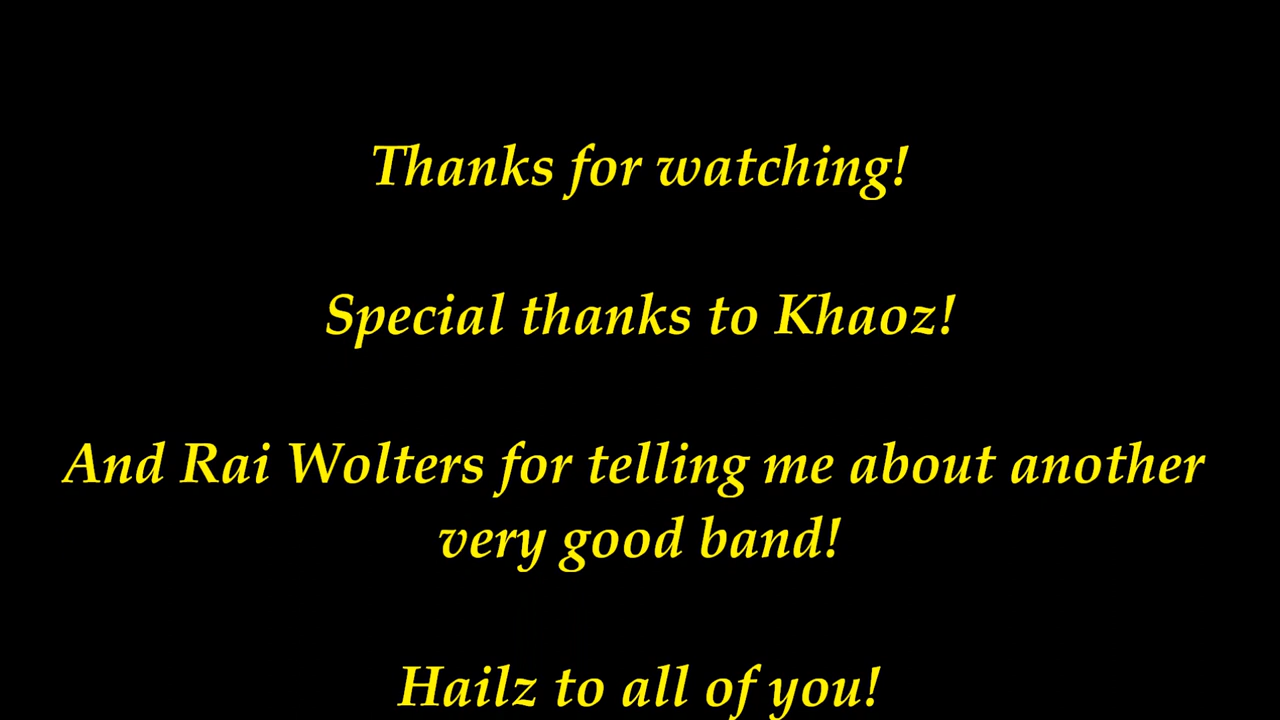 Thanks for watching!
Special thanks to Khaoz!
And Rai Wolters for telling me about another
very good band!
Hailz to all of you!